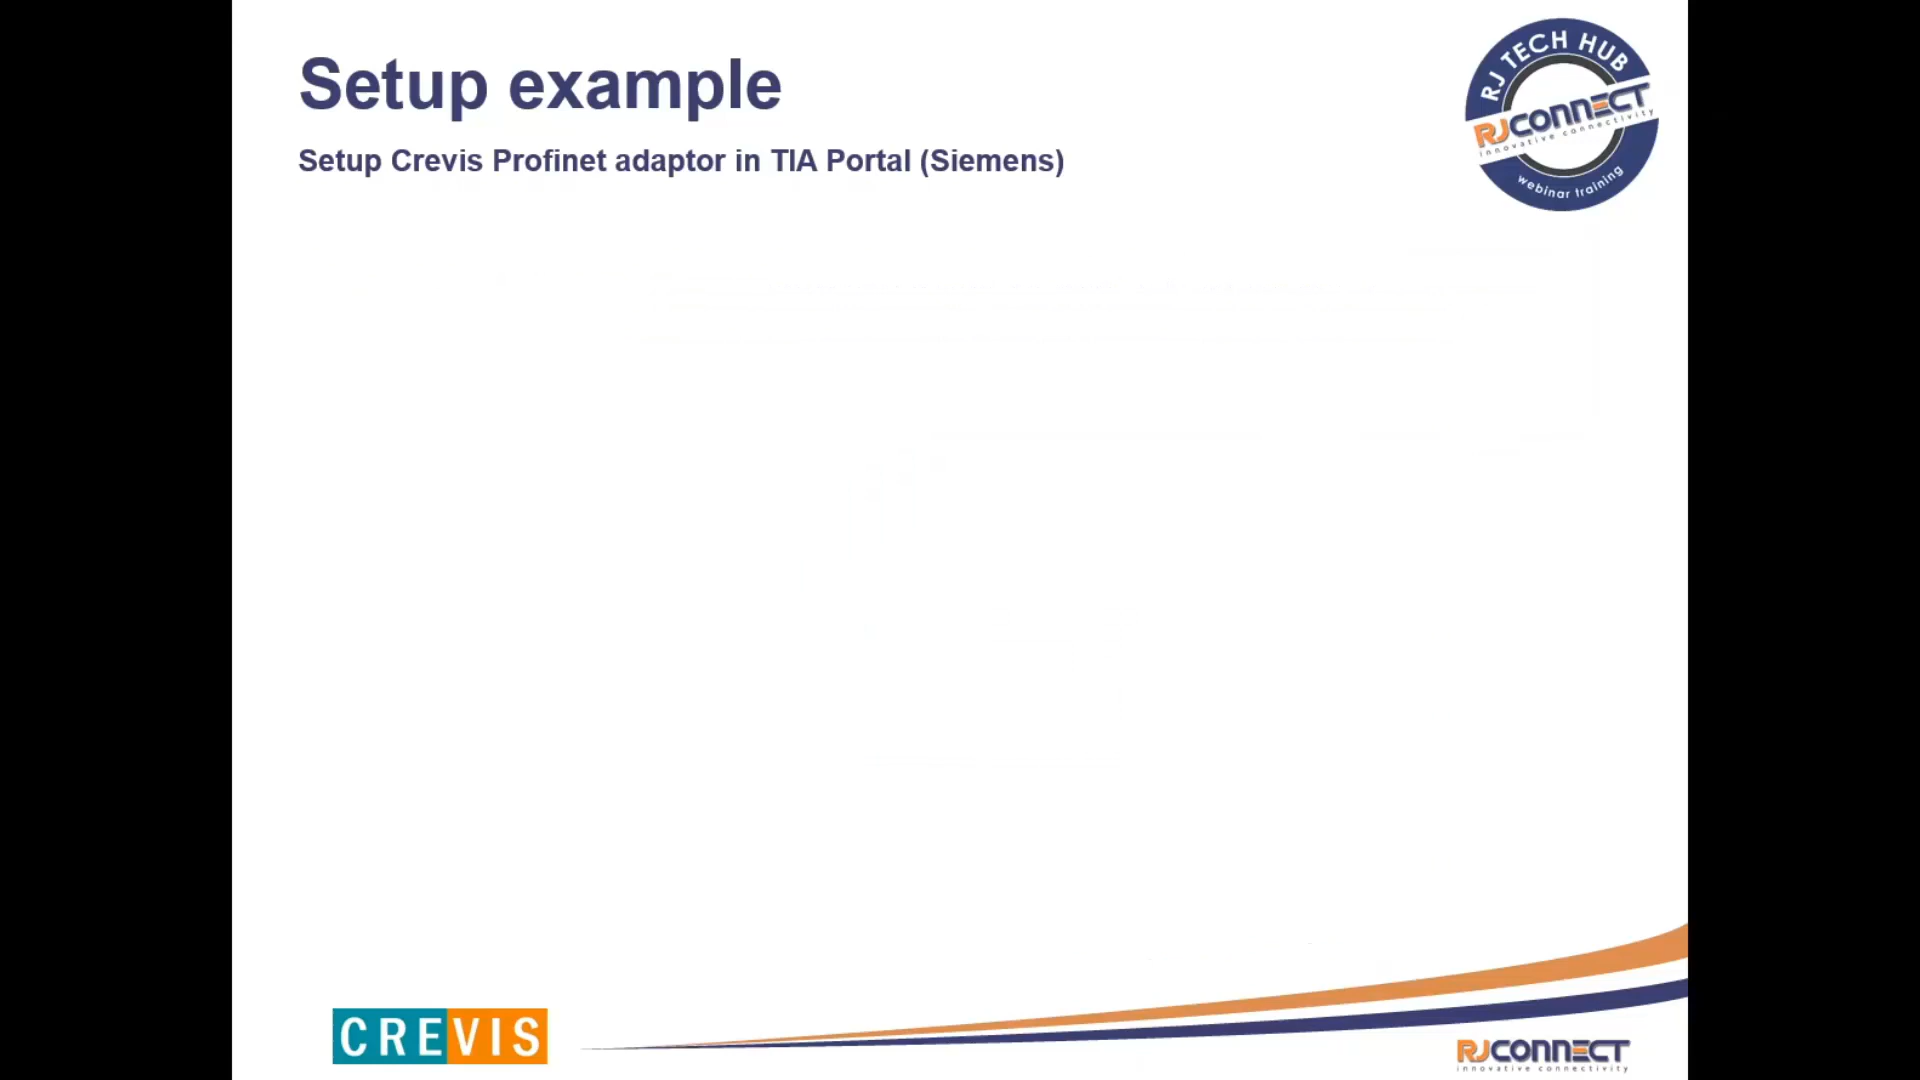 Setup example
Setup Crevis Profinet adaptor in TIA Portal (Siemens)
RJ TECH HUB
RJCONNECT
innovative connectivity
webinar training
CREVIS
RJCONNECT
innovative connectivity